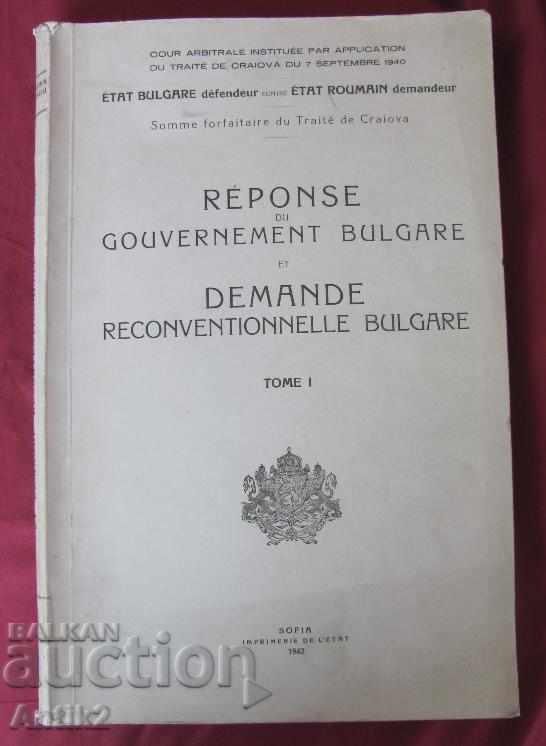 COUR ARBITRALE INSTITUÉE PAR APPLICATION
DU TRAITÉ DE CRAIOVA DU 7 SEPTEMBRE 1940
ÉTAT BULGARE défendeur contre ÉTAT ROUMAIN demandeur
Somme forfaitaire du Traité de Craiova
RÉPONSE
DU
GOUVERNEMENT BULGARE
ET
DEMANDE
RECONVENTIONNELLE BULGARE
TOME I
SOFIA
IMPRIMERIE DE L'ÉTAT
1942
BALKAN
auction
Antik2